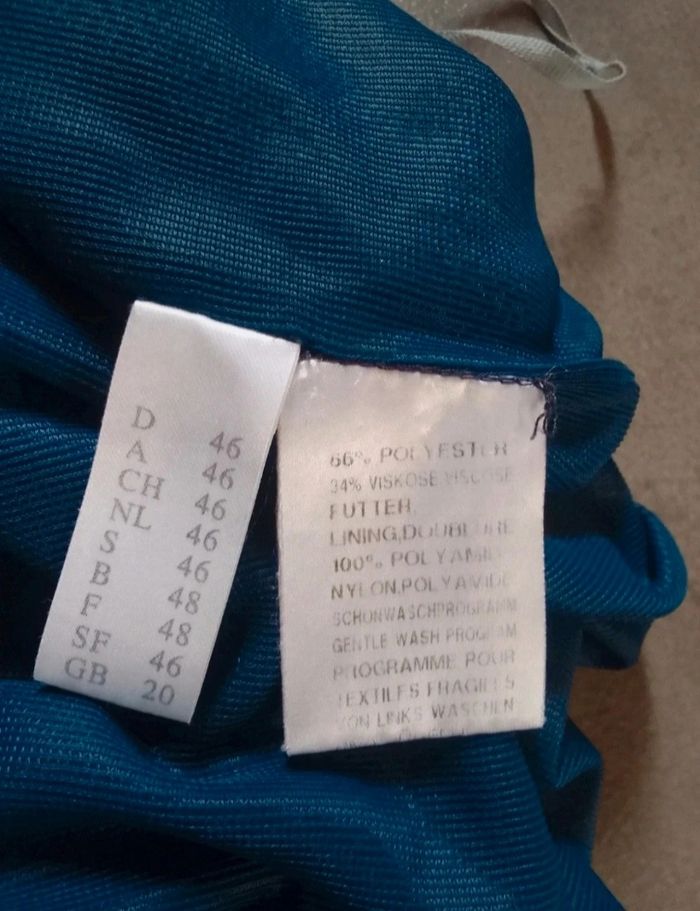 D 46
A 46
CH 46
NL 46
S 46
B 48
F 48
SF 46
GB 20
66% POLYESTER
34% VISKOSE.VISCOSE
FUTTER,
LINING,DOUBLURE
100% POLYAMID
NYLON.POLYAMIDE
SCHONWASCHPROGRAMM
GENTLE WASH PROGRAM
PROGRAMME POUR
TEXTILES FRAGILES
VON LINKS WASCHEN